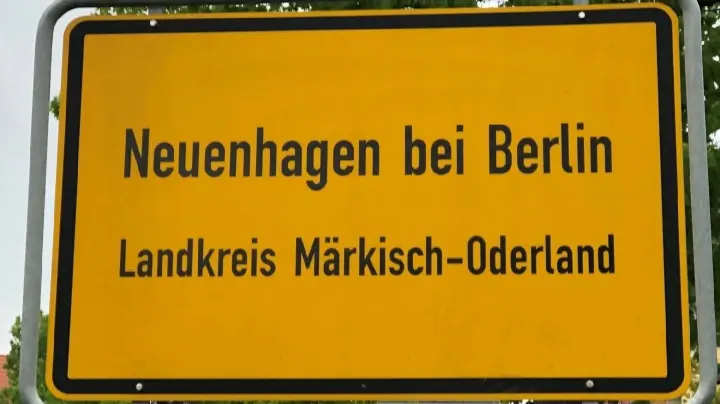 Neuenhagen bei Berlin
Landkreis Märkisch-Oderland